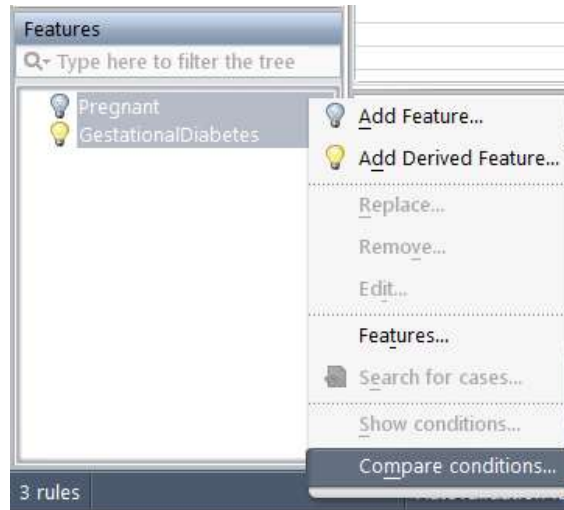 Features
Type here to filter the tree
Pregnant
GestationalDiabetes
Add Feature...
Add Derived Feature...
Replace...
Remove...
Edit...
Features...
Search for cases...
Show conditions...
Compare conditions...
3 rules